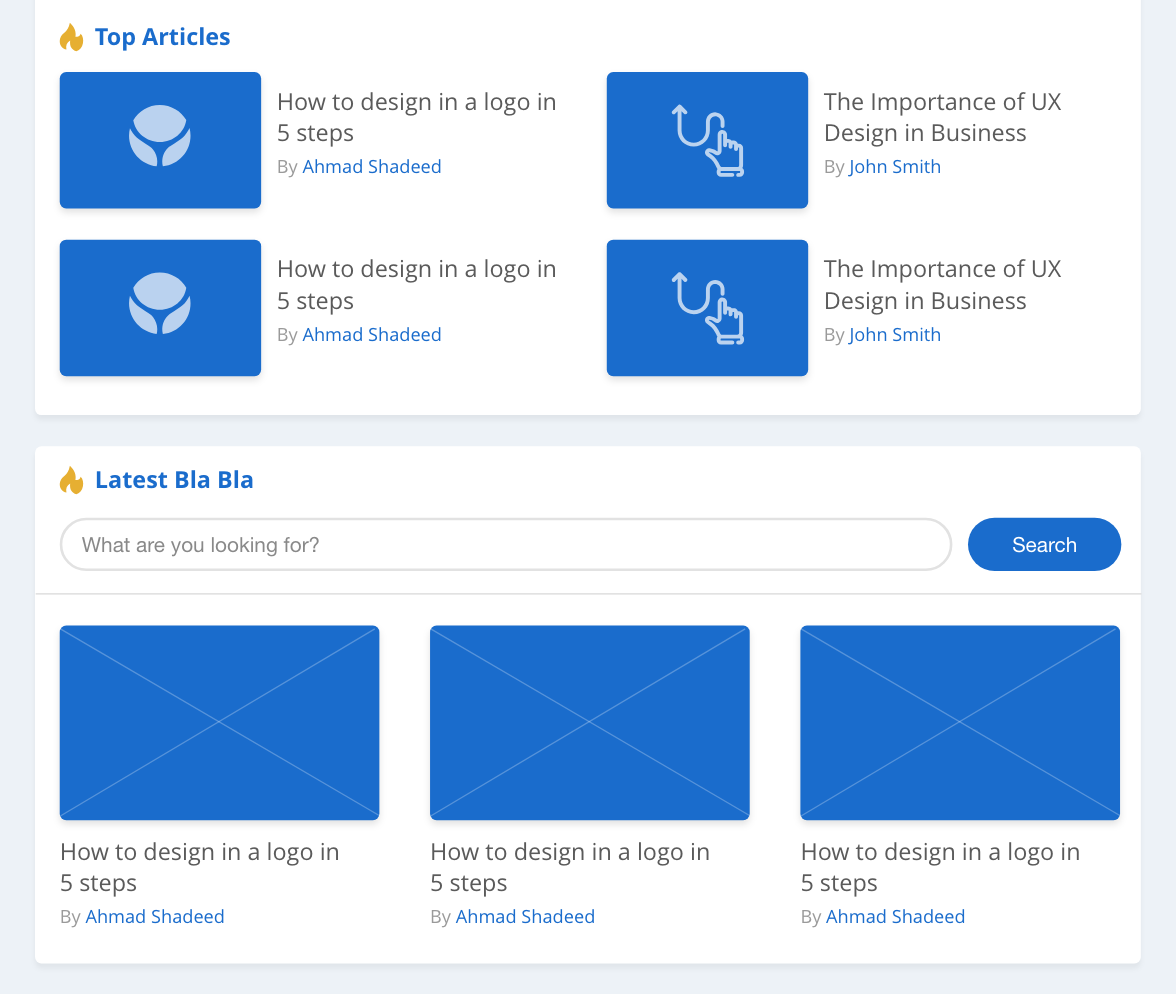 Top Articles
How to design in a logo in
5 steps
By Ahmad Shadeed
The Importance of UX
Design in Business
By John Smith
How to design in a logo in
5 steps
By Ahmad Shadeed
The Importance of UX
Design in Business
By John Smith
Latest Bla Bla
What are you looking for?
Search
How to design in a logo in
5 steps
By Ahmad Shadeed
How to design in a logo in
5 steps
By Ahmad Shadeed
How to design in a logo in
5 steps
By Ahmad Shadeed